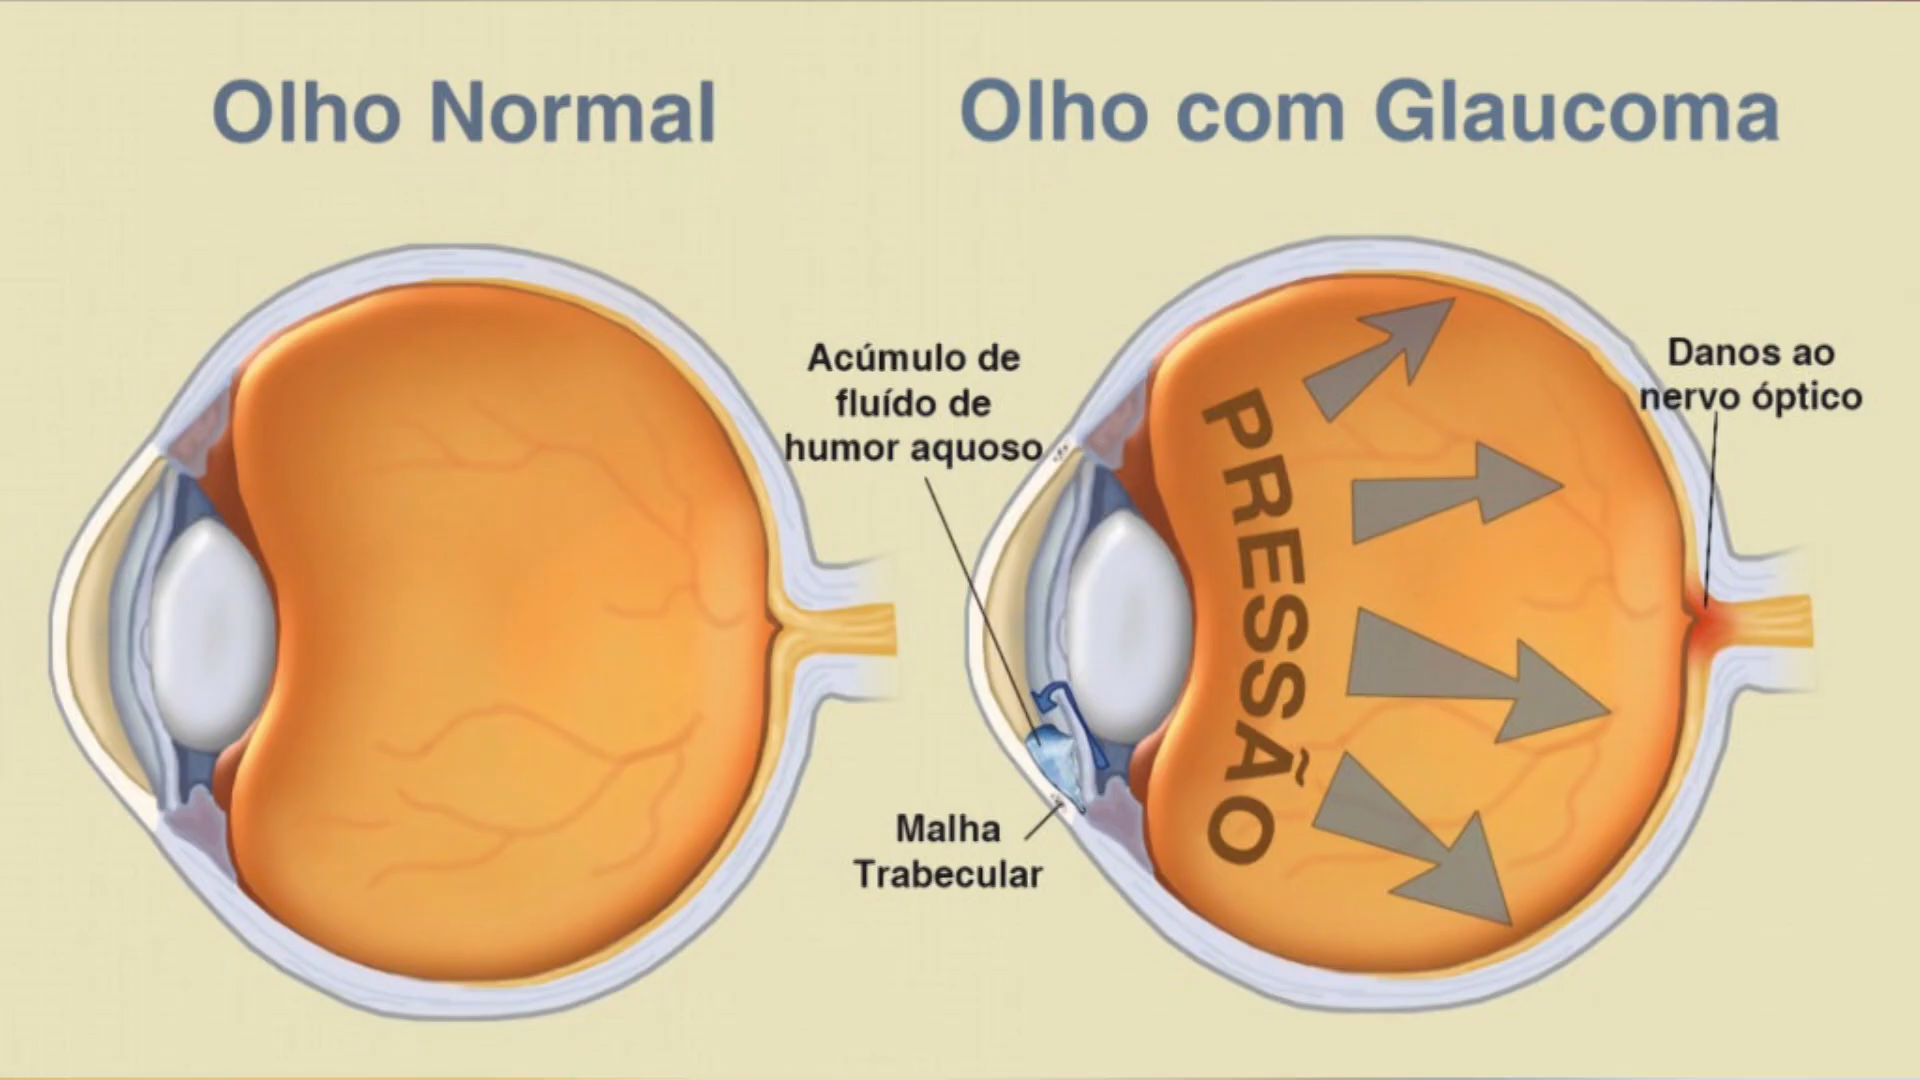 Olho Normal
Olho com Glaucoma
Acúmulo de
fluído de
humor aquoso
Danos ao
nervo óptico
PRESSÃO
Malha
Trabecular